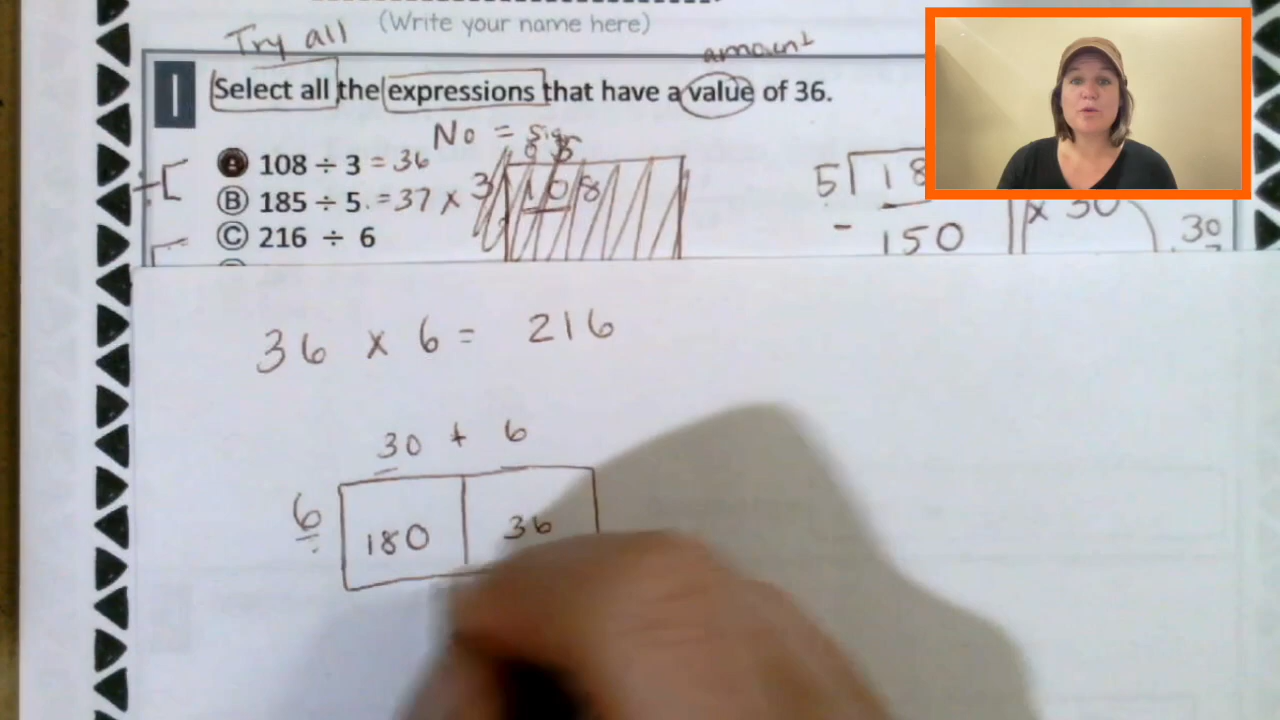 (Write your name here)
Try all
amount
1 Select all the expressions that have a value of 36.
No = sign
A 108 ÷ 3 = 36
B 185 ÷ 5. = 37 x
C 216 ÷ 6
3 108
5 18
- 150
x 30
30
36 x 6 = 216
30 + 6
6 180 36